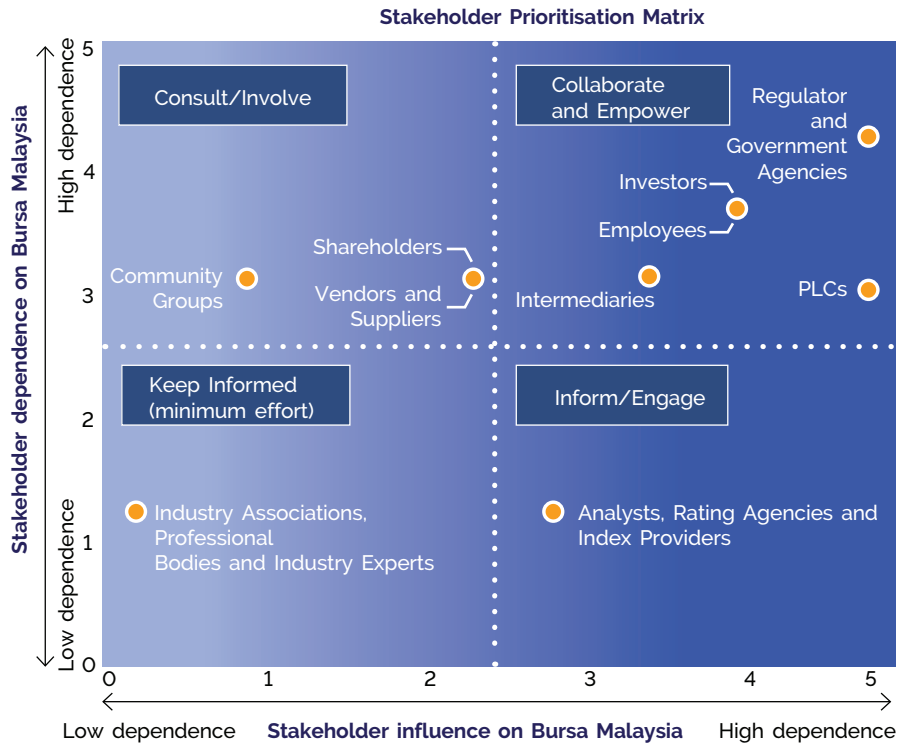 Stakeholder Prioritisation Matrix
Stakeholder dependence on Bursa Malaysia
High dependence
Low dependence
5
4
3
2
1
0
Consult/Involve
Collaborate
and Empower
Regulator
and
Government
Agencies
Investors
Employees
Shareholders
Vendors and
Suppliers
Community
Groups
Intermediaries
PLCs
Keep Informed
(minimum effort)
Inform/Engage
Industry Associations,
Professional
Bodies and Industry Experts
Analysts, Rating Agencies and
Index Providers
0 1 2 3 4 5
Low dependence Stakeholder influence on Bursa Malaysia High dependence